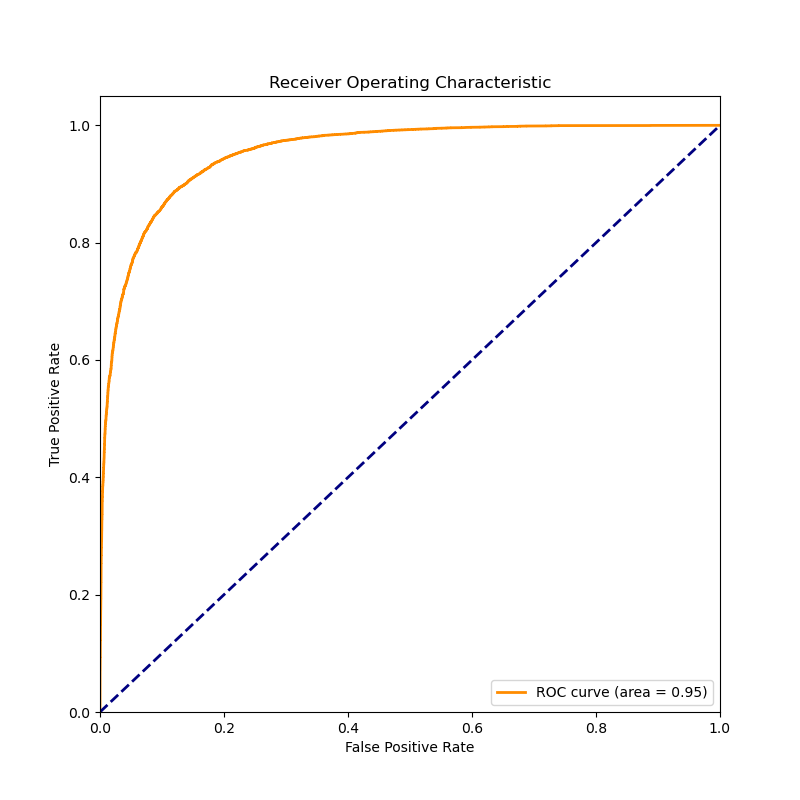 Receiver Operating Characteristic
True Positive Rate
1.0
0.8
0.6
0.4
0.2
0.0
0.0 0.2 0.4 0.6 0.8 1.0
False Positive Rate
ROC curve (area = 0.95)